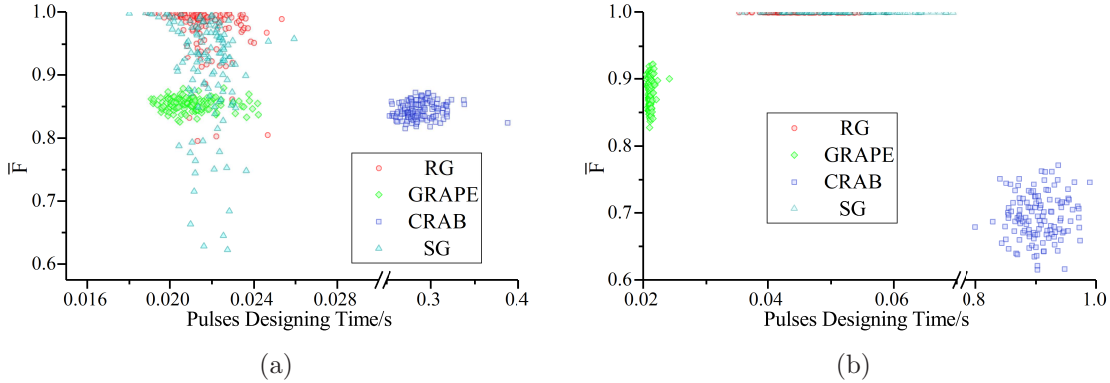 1.0
0.9
0.8
0.7
0.6
F̅
RG
GRAPE
CRAB
SG
0.016 0.020 0.024 0.028 0.3 0.4
Pulses Designing Time/s
(a)
1.0
0.9
0.8
0.7
0.6
F̅
RG
GRAPE
CRAB
SG
0.02 0.04 0.06 0.8 0.9 1.0
Pulses Designing Time/s
(b)